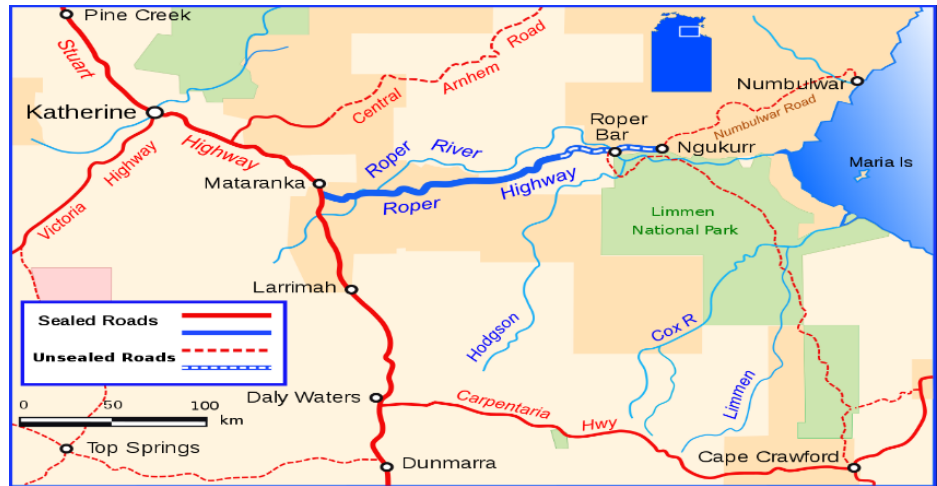 Pine Creek
Stuart
Road
Arnhem
Central
Numbulwar
Katherine
Numbulwar Road
Roper
Bar
Ngukurr
Highway
Roper
River
Maria Is
Highway
Mataranka
Highway
Roper
Victoria
Limmen
National Park
Larrimah
Sealed Roads
Hodgson
Cox R
Unsealed Roads
Limmen
Daly Waters
Carpentaria
Hwy
0 50 100
km
Top Springs
Dunmarra
Cape Crawford